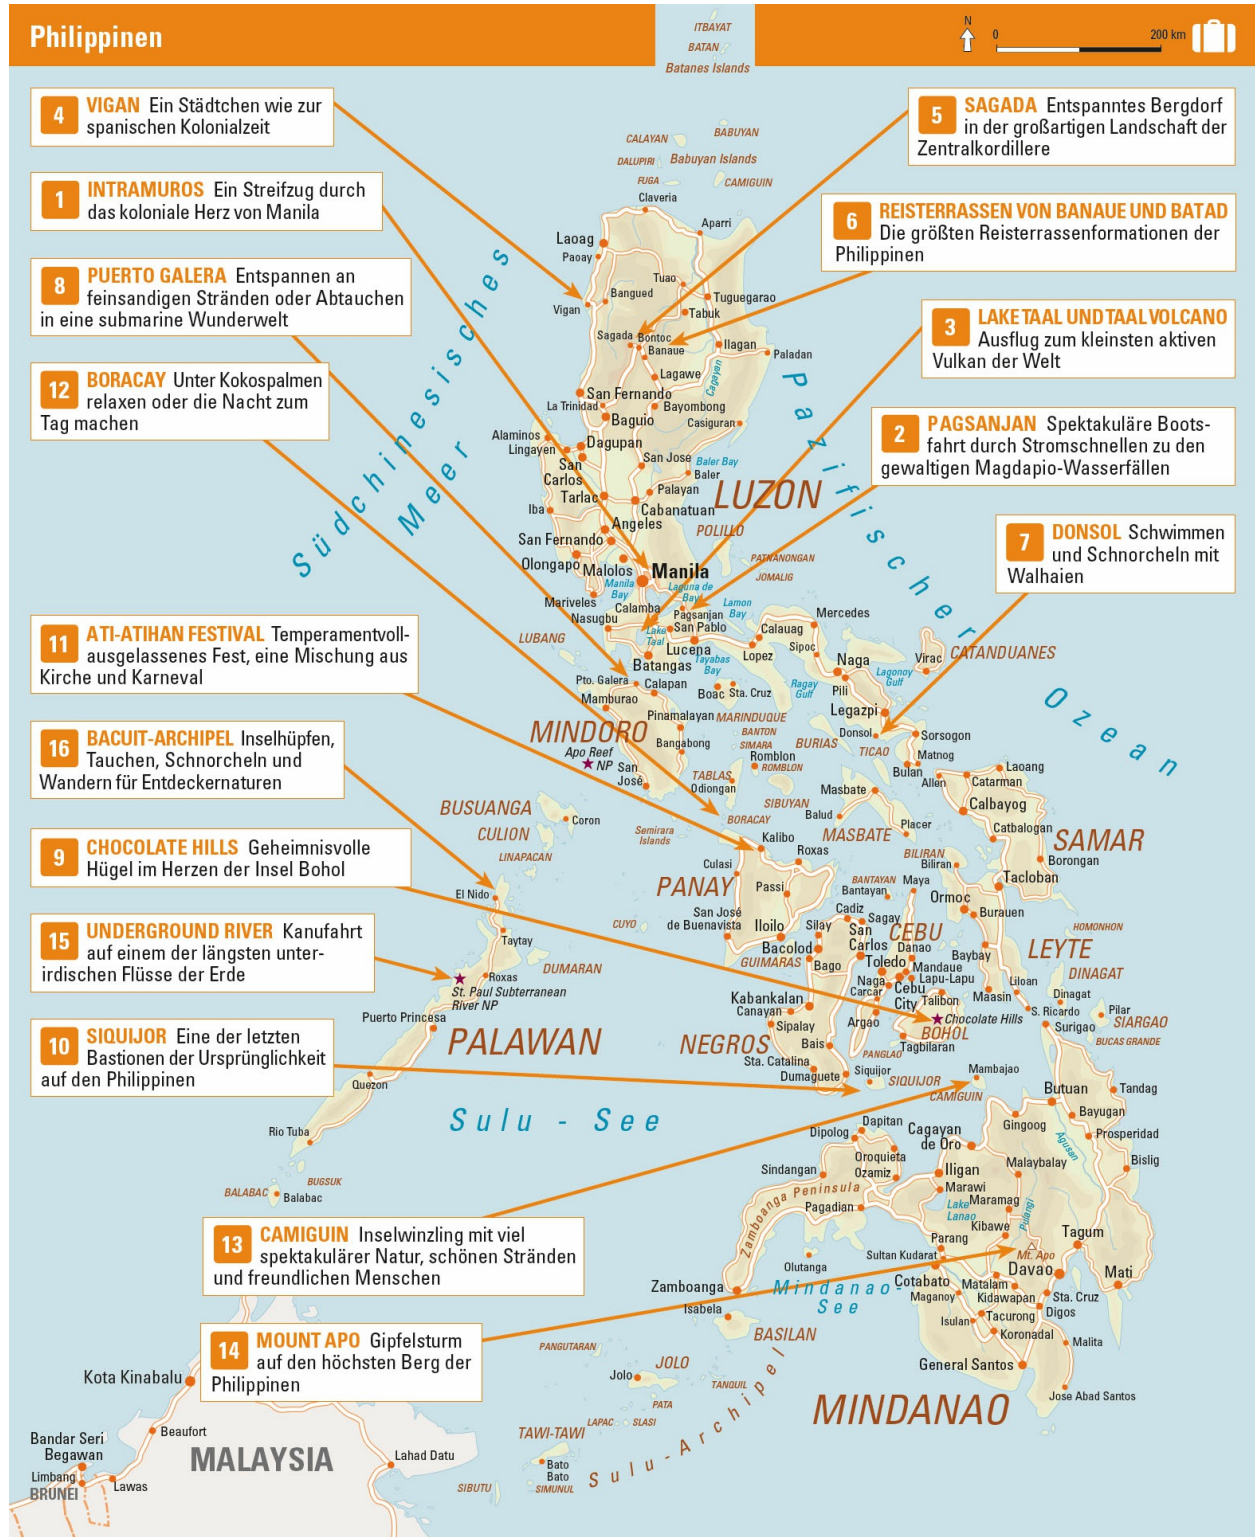 Philippinen
N
0
200 km
ITBAYAT
BATAN
Batanes Islands
4 VIGAN Ein Städtchen wie zur
spanischen Kolonialzeit
1 INTRAMUROS Ein Streifzug durch
das koloniale Herz von Manila
8 PUERTO GALERA Entspannen an
feinsandigen Stränden oder Abtauchen
in eine submarine Wunderwelt
12 BORACAY Unter Kokospalmen
relaxen oder die Nacht zum
Tag machen
5 SAGADA Entspanntes Bergdorf
in der großartigen Landschaft der
Zentralkordillere
6 REISTERRASSEN VON BANAUE UND BATAD
Die größten Reisterrassenformationen der
Philippinen
3 LAKE TAAL UND TAAL VOLCANO
Ausflug zum kleinsten aktiven
Vulkan der Welt
2 PAGSANJAN Spektakuläre Boots-
fahrt durch Stromschnellen zu den
gewaltigen Magdapio-Wasserfällen
7 DONSOL Schwimmen
und Schnorcheln mit
Walhaien
11 ATI-ATIHAN FESTIVAL Temperamentvoll-
ausgelassenes Fest, eine Mischung aus
Kirche und Karneval
16 BACUIT-ARCHIPEL Inselhüpfen,
Tauchen, Schnorcheln und
Wandern für Entdeckernaturen
9 CHOCOLATE HILLS Geheimnisvolle
Hügel im Herzen der Insel Bohol
15 UNDERGROUND RIVER Kanufahrt
auf einem der längsten unter-
irdischen Flüsse der Erde
10 SIQUIJOR Eine der letzten
Bastionen der Ursprünglichkeit
auf den Philippinen
13 CAMIGUIN Inselwinzling mit viel
spektakulärer Natur, schönen Stränden
und freundlichen Menschen
14 MOUNT APO Gipfelsturm
auf den höchsten Berg der
Philippinen
CALAYAN
BABUYAN
DALUPIRI
Babuyan Islands
FUGA
CAMIGUIN
Claveria
Aparri
Laoag
Paoay
Tuao
Bangued
Tuguegarao
Vigan
Tabuk
Sagada
Bontoc
Banaue
Ilagan
Paladan
Lagawe
Cagayan
San Fernando
La Trinidad
Bayombong
Baguio
Casiguran
Alaminos
Lingayen
Dagupan
San
Carlos
San Jose
Baler Bay
Baler
Tarlac
Palayan
LUZON
Iba
Cabanatuan
Angeles
POLILLO
San Fernando
Olongapo
Malolos
PATNANONGAN
JOMALIG
Manila
Manila
Bay
Laguna de
Bay
Mariveles
Calamba
Pagsanjan
Lamon
Bay
Mercedes
Nasugbu
San Pablo
Calauag
LUBANG
Lake
Taal
Lucena
Lopez
Sipoc
Naga
Virac
CATANDUANES
Batangas
Tayabas
Bay
Lagonoy
Gulf
Pto. Galera
Calapan
Boac
Sta. Cruz
Ragay
Gulf
Pili
Mamburao
Legazpi
Pinamalayan
MARINDUQUE
MINDORO
BANTON
Donsol
Sorsogon
Bangabong
SIMARA
BURIAS
TICAO
Apo Reef
NP
San
José
Romblon
ROMBLON
Matnog
Bulan
Laoang
TABLAS
Odiongan
Allen
Catarman
Masbate
SIBUYAN
Calbayog
BUSUANGA
Coron
BORACAY
Balud
CULION
Semirara
Islands
Kalibo
MASBATE
Placer
Catbalogan
SAMAR
LINAPACAN
Roxas
BILIRAN
Biliran
Borongan
Culasi
PANAY
BANTAYAN
Maya
Tacloban
El Nido
Passi
Bantayan
Ormoc
Cadiz
Burauen
San José
de Buenavista
Iloilo
Silay
Sagay
San
Carlos
CEBU
HOMONHON
CUYO
Taytay
Bacolod
Danao
Baybay
LEYTE
DUMARAN
GUIMARAS
Bago
Toledo
Mandaue
Lapu-Lapu
DINAGAT
Roxas
Naga
Carcar
Cebu
City
Liloan
Dinagat
St. Paul Subterranean
River NP
Kabankalan
Canayan
Talibon
Maasin
Pilar
Puerto Princesa
Argao
Chocolate Hills
S. Ricardo
SIARGAO
Sipalay
BOHOL
Surigao
PALAWAN
NEGROS
Bais
Tagbilaran
BUCAS GRANDE
Sta. Catalina
PANGLAO
Dumaguete
Siquijor
SIQUIJOR
Mambajao
CAMIGUIN
Quezon
Butuan
Tandag
Sulu - See
Bayugan
Rio Tuba
Dapitan
Dipolog
Cagayan
de Oro
Gingoog
Agusan
Prosperidad
Oroquieta
Ozamiz
Iligan
Malaybalay
Bislig
Sindangan
Marawi
BUGSUK
BALABAC
Balabac
Zamboanga Peninsula
Maramag
Lake
Lanao
Pulangi
Pagadian
Kibawe
Tagum
Parang
Sultan Kudarat
Mt. Apo
Olutanga
Davao
Mati
Zamboanga
Mindanao-
See
Cotabato
Matalam
Maganoy
Kidawapan
Sta. Cruz
Isabela
Tacurong
Digos
Isulan
BASILAN
Koronadal
Malita
PANGUTARAN
JOLO
General Santos
Kota Kinabalu
Jolo
TANQUIL
Jose Abad Santos
PATA
MINDANAO
LAPAC
SLASI
Beaufort
TAWI-TAWI
Sulu-Archipel
Bandar Seri
Begawan
MALAYSIA
Lahad Datu
Bato
Bato
Limbang
Lawas
SIBUTU
SIMUNUL
BRUNEI
Südchinesisches
Meer
Pazifischer
Ozean